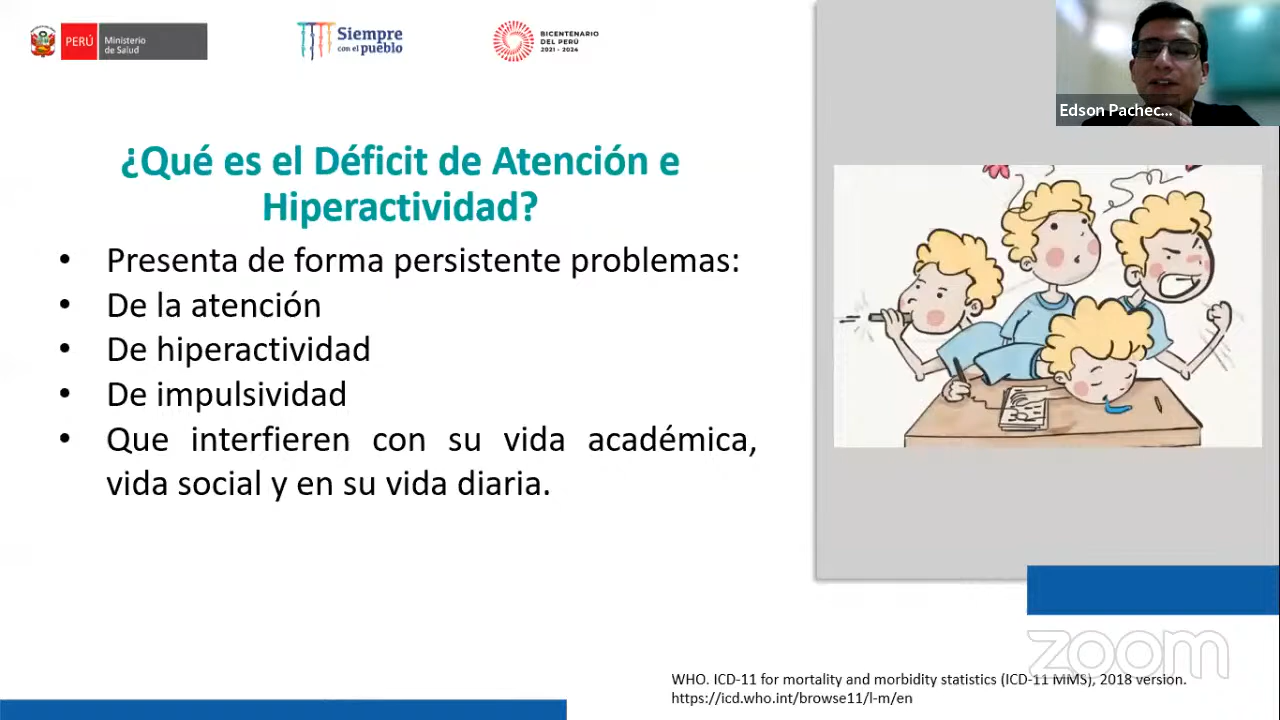 PERÚ
Ministerio
de Salud
Siempre
con el pueblo
BICENTENARIO
DEL PERÚ
2021 - 2024
Edson Pachec...
¿Qué es el Déficit de Atención e
Hiperactividad?
• Presenta de forma persistente problemas:
• De la atención
• De hiperactividad
• De impulsividad
• Que interfieren con su vida académica,
vida social y en su vida diaria.
zoom
WHO. ICD-11 for mortality and morbidity statistics (ICD-11 MMS), 2018 version.
https://icd.who.int/browse11/l-m/en